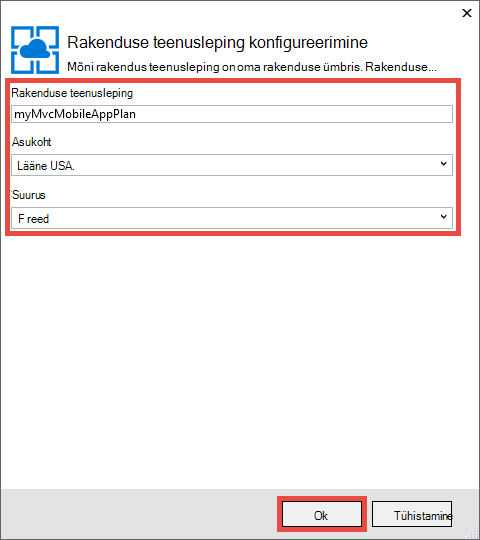 Rakenduse teenusleping konfigureerimine
Mõni rakendus teenusleping on oma rakenduse ümbris. Rakenduse...
Rakenduse teenusleping
myMvcMobileAppPlan
Asukoht
Lääne USA.
Suurus
F reed
Ok
Tühistamine